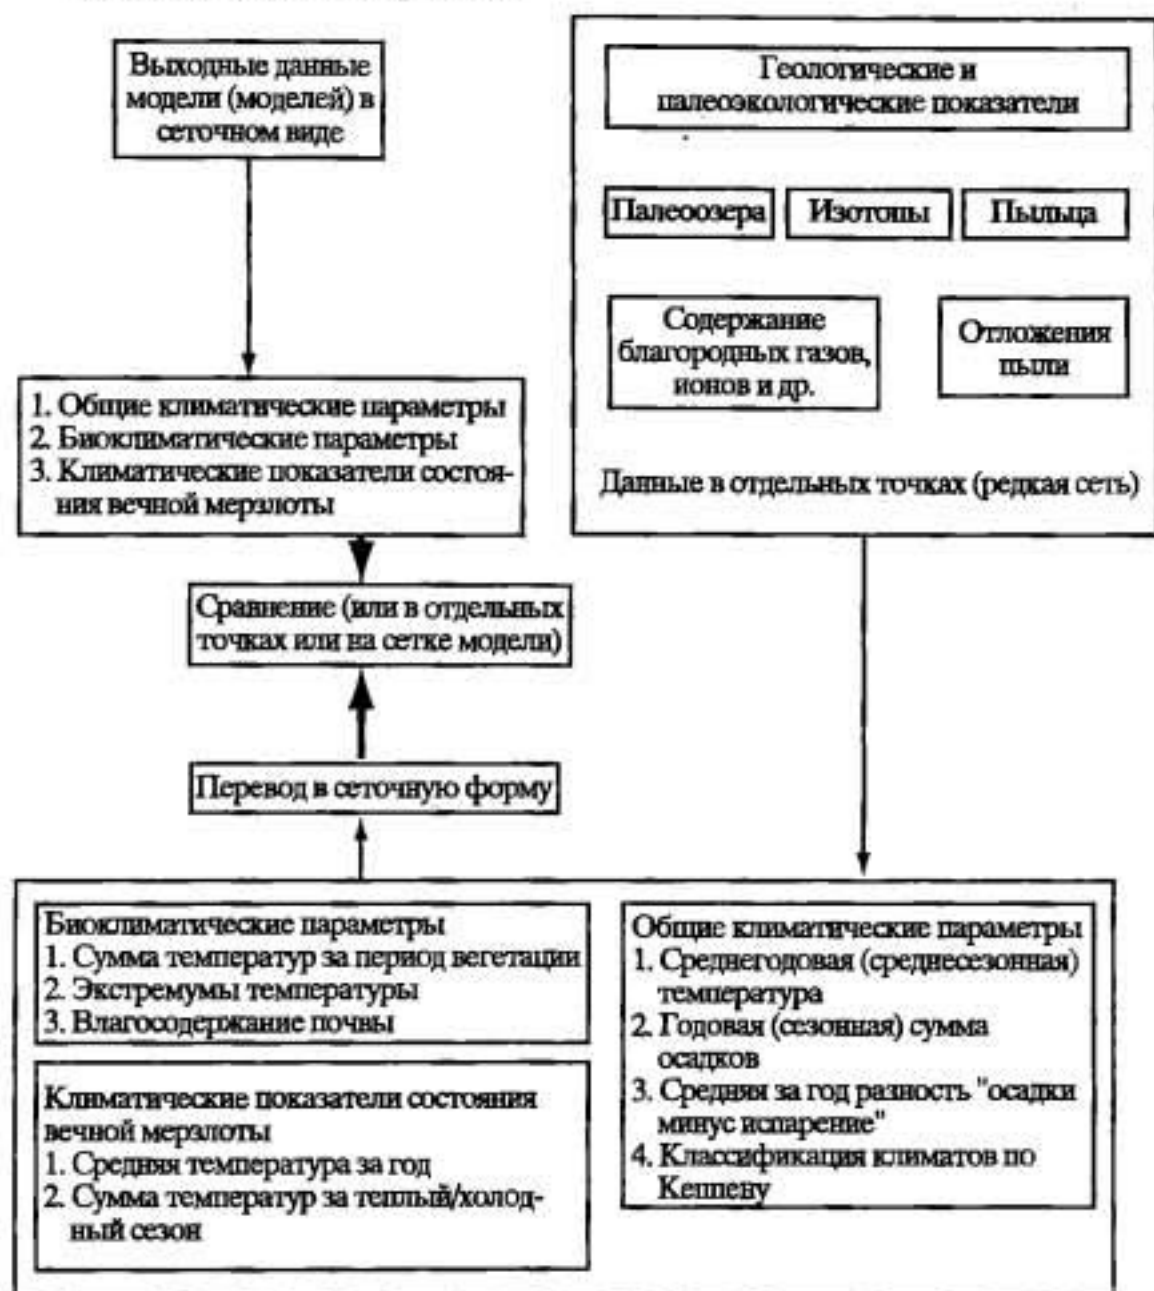 Выходные данные
модели (моделей) в
сеточном виде
Геологические и
палеоэкологические показатели
Палеоозера
Изотопы
Пыльца
Содержание
благородных газов,
ионов и др.
Отложения
пыли
Данные в отдельных точках (редкая сеть)
1. Общие климатические параметры
2. Биоклиматические параметры
3. Климатические показатели состоя-
ния вечной мерзлоты
Сравнение (или в отдельных
точках или на сетке модели)
Перевод в сеточную форму
Биоклиматические параметры
1. Сумма температур за период вегетации
2. Экстремумы температуры
3. Влагосодержание почвы
Климатические показатели состояния
вечной мерзлоты
1. Средняя температура за год
2. Сумма температур за теплый/холод-
ный сезон
Общие климатические параметры
1. Среднегодовая (среднесезонная)
температура
2. Годовая (сезонная) сумма
осадков
3. Средняя за год разность "осадки
минус испарение"
4. Классификация климатов по
Кеппену